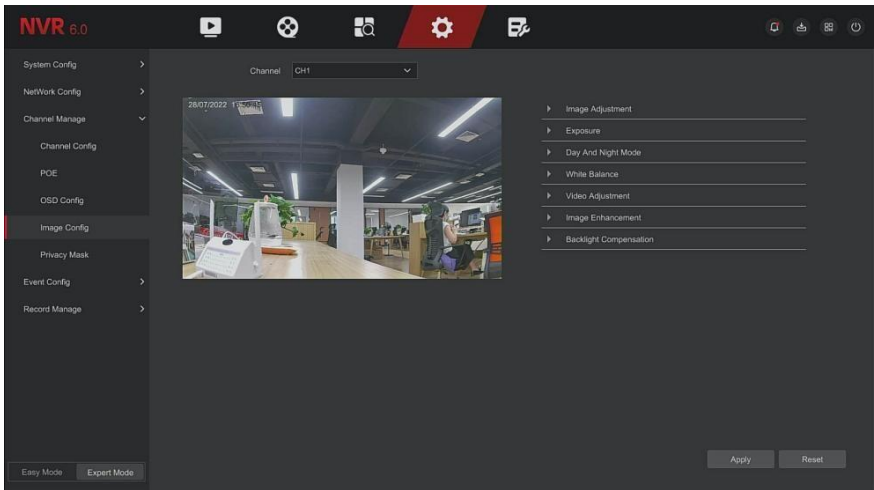 NVR 6.0
System Config
NetWork Config
Channel Manage
Channel Config
POE
OSD Config
Image Config
Privacy Mask
Event Config
Record Manage
Easy Mode
Expert Mode
Channel CH1
28/07/2022
Image Adjustment
Exposure
Day And Night Mode
White Balance
Video Adjustment
Image Enhancement
Backlight Compensation
Apply
Reset